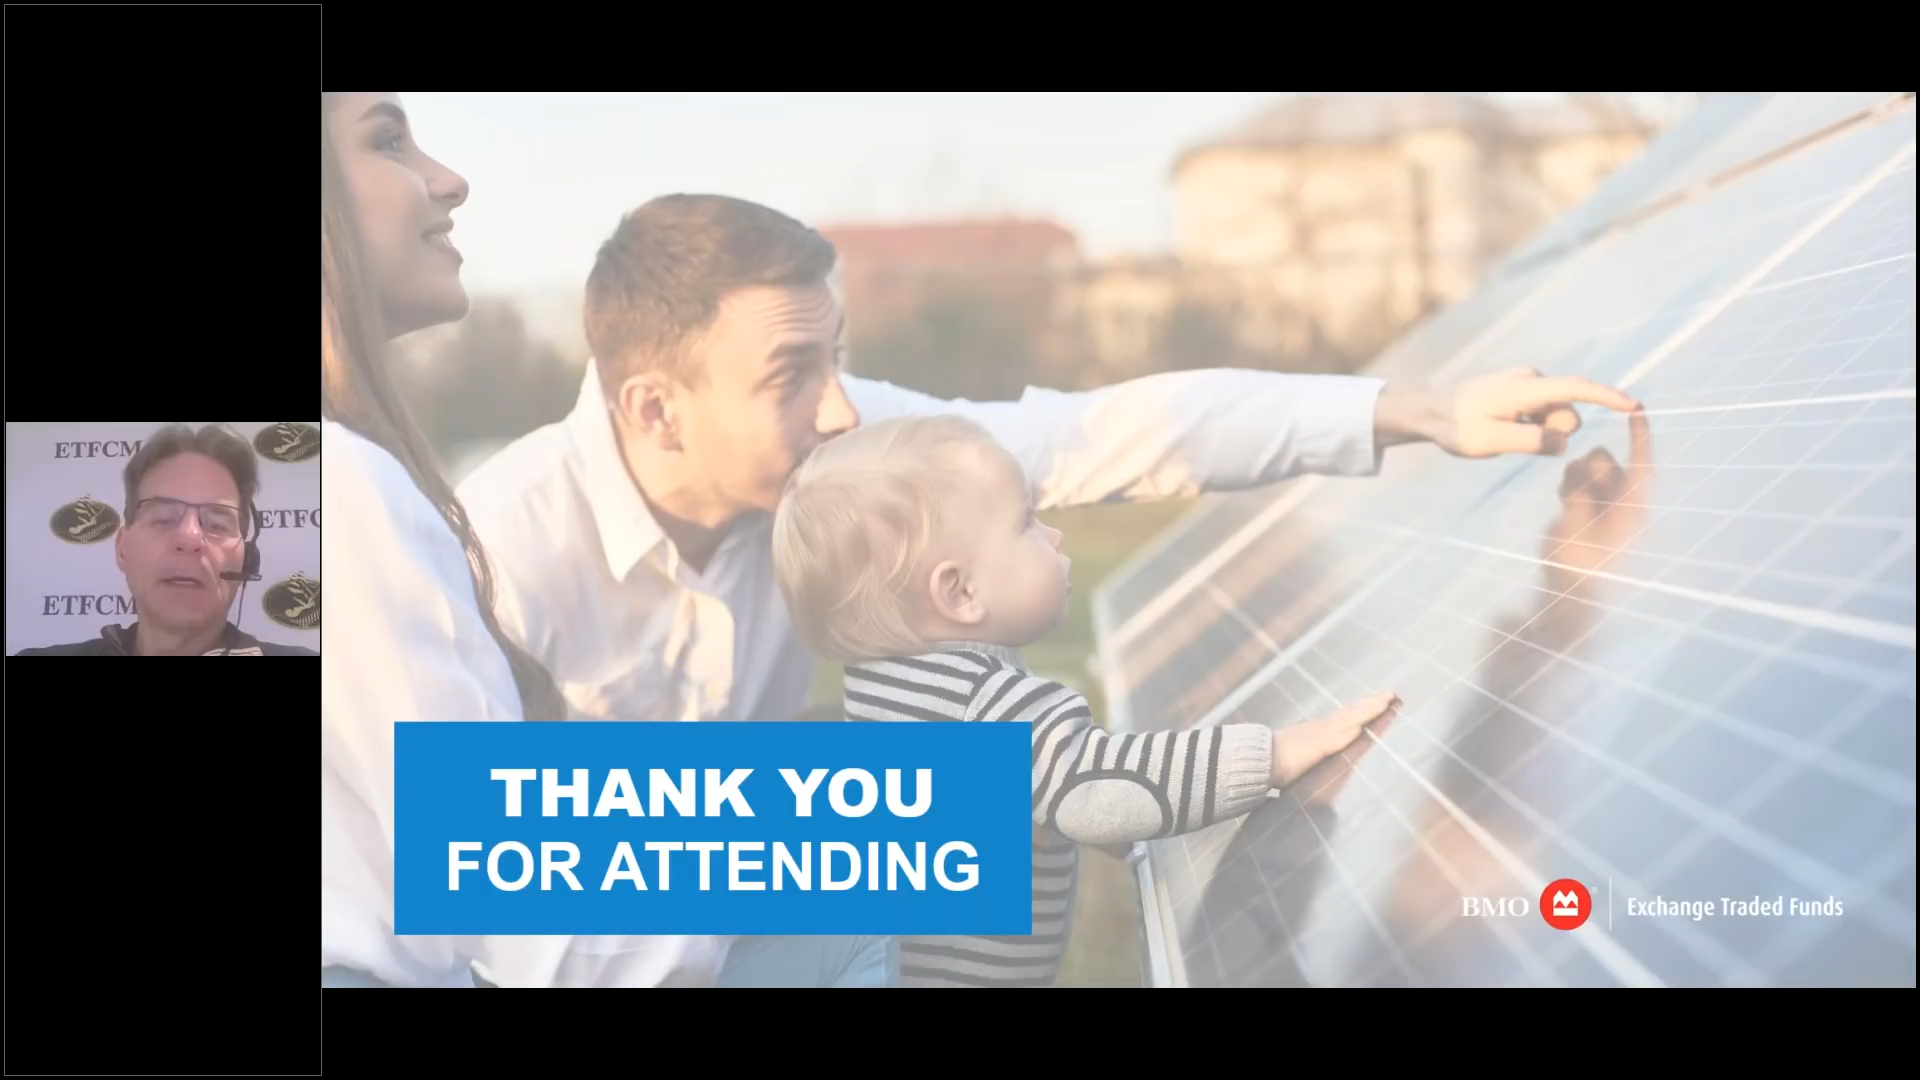 ETFCM
ETFC
ETFCM
THANK YOU
FOR ATTENDING
BMO
Exchange Traded Funds